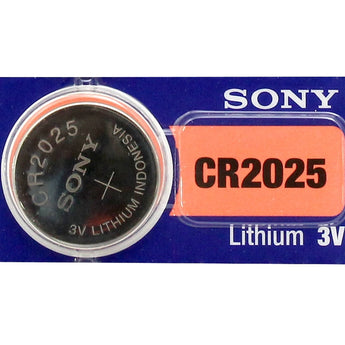 SONY
CR2025
Lithium 3V
CR2025
SONY
+
3V LITHIUM INDONESIA